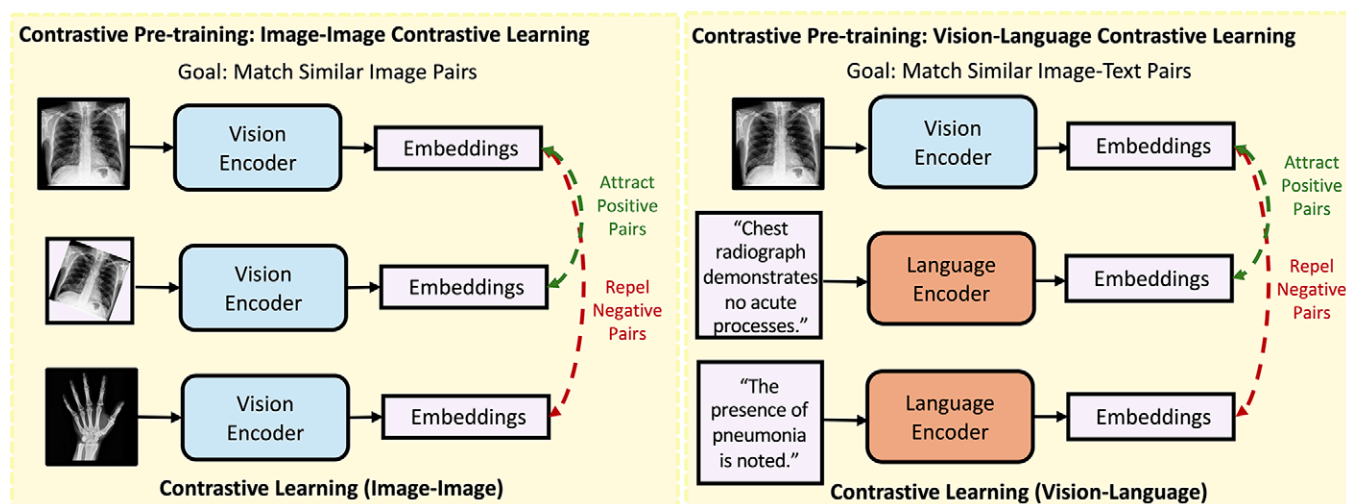 Contrastive Pre-training: Image-Image Contrastive Learning
Goal: Match Similar Image Pairs
Vision
Encoder
Embeddings
Attract
Positive
Pairs
Vision
Encoder
Embeddings
Repel
Negative
Pairs
Vision
Encoder
Embeddings
Contrastive Learning (Image-Image)
Contrastive Pre-training: Vision-Language Contrastive Learning
Goal: Match Similar Image-Text Pairs
Vision
Encoder
Embeddings
Attract
Positive
Pairs
“Chest
radiograph
demonstrates
no acute
processes.”
Language
Encoder
Embeddings
Repel
Negative
Pairs
“The
presence of
pneumonia
is noted.”
Language
Encoder
Embeddings
Contrastive Learning (Vision-Language)